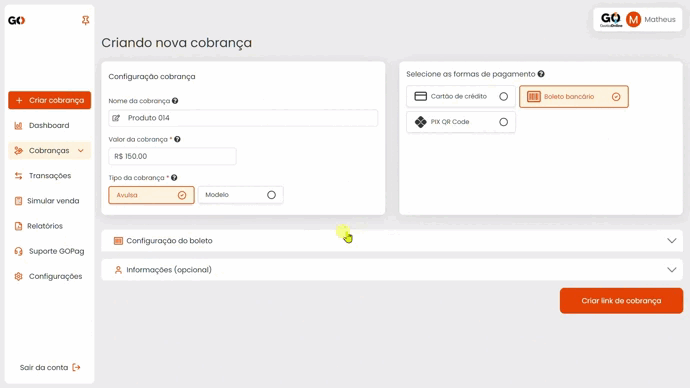 GO
GO
GestãoOnline
M
Matheus
Criando nova cobrança
Criar cobrança
Dashboard
Cobranças
Transações
Simular venda
Relatórios
Suporte GOPag
Configurações
Sair da conta
Configuração cobrança
Nome da cobrança
Produto 014
Valor da cobrança *
R$ 150.00
Tipo da cobrança *
Avulsa
Modelo
Selecione as formas de pagamento
Cartão de crédito
Boleto bancário
PIX QR Code
Configuração do boleto
Informações (opcional)
Criar link de cobrança